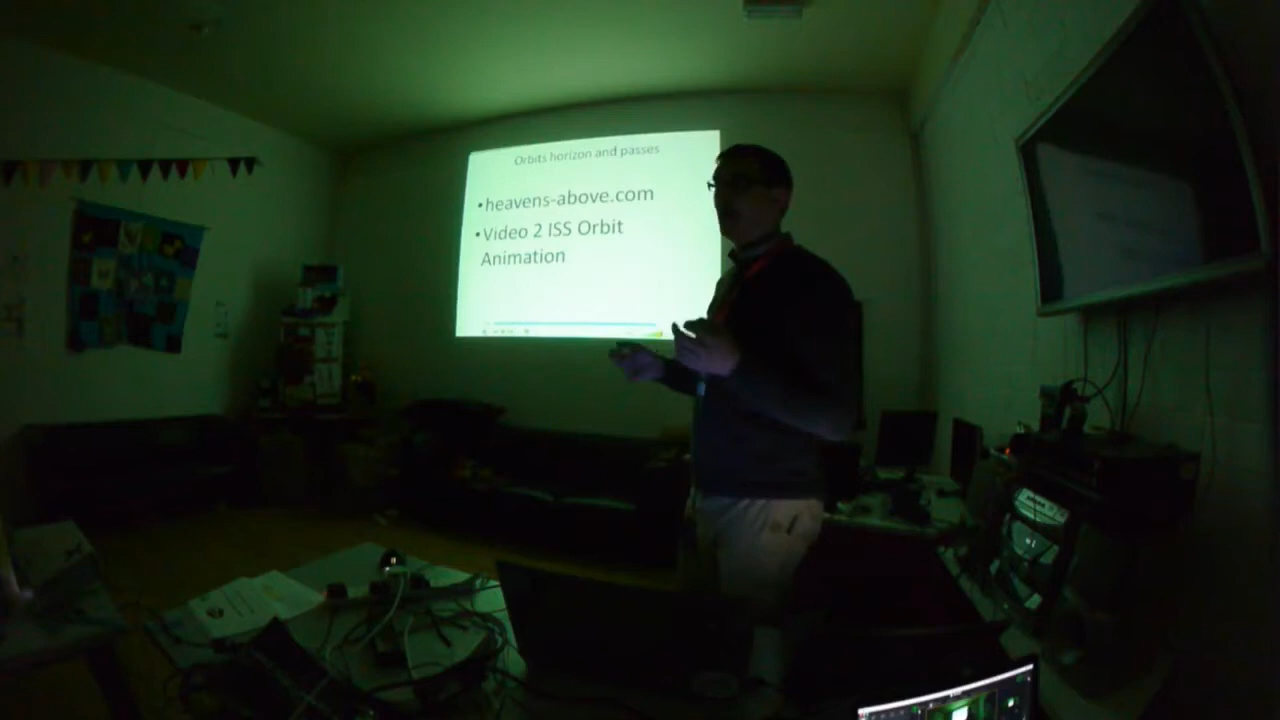 Orbits horizon and passes
•heavens-above.com
•Video 2 ISS Orbit
Animation